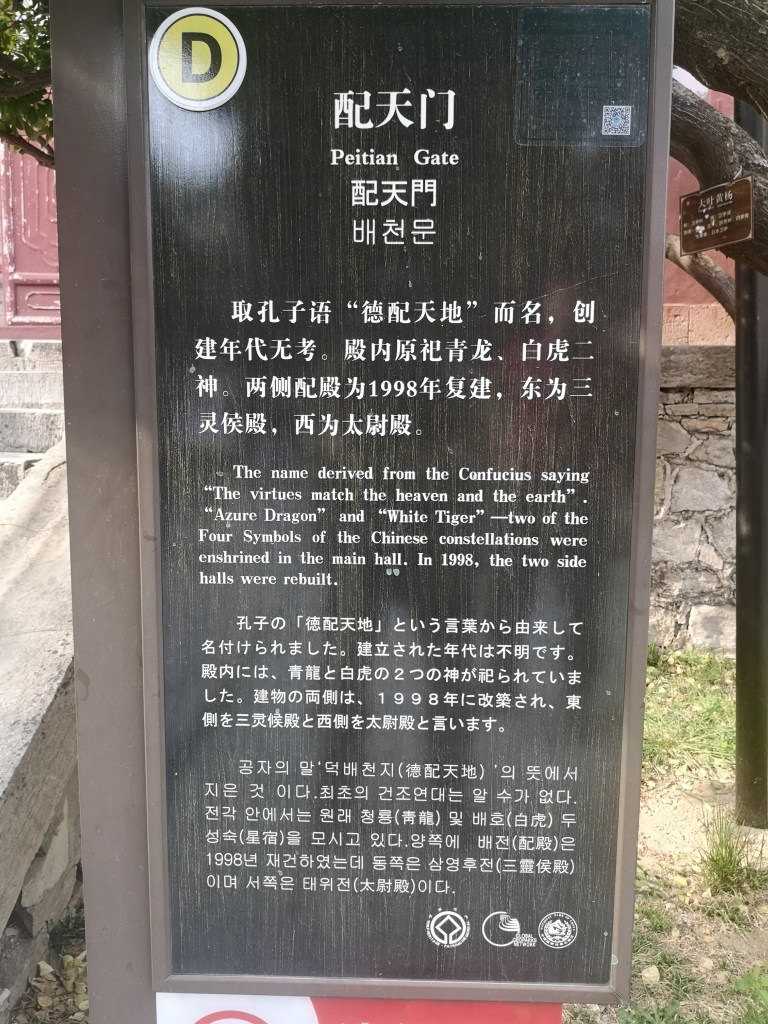 D
配天门
Peitian Gate
配天門
배천문
取孔子语“德配天地”而名，创
建年代无考。殿内原祀青龙、白虎二
神。两侧配殿为1998年复建，东为三
灵侯殿，西为太尉殿。
The name derived from the Confucius saying
“The virtues match the heaven and the earth”.
“Azure Dragon” and “White Tiger”—two of the
Four Symbols of the Chinese constellations were
enshrined in the main hall. In 1998, the two side
halls were rebuilt.
孔子の「徳配天地」という言葉から由来して
名付けられました。建立された年代は不明です。
殿内には、青龍と白虎の２つの神が祀られていま
した。建物の両側は、１９９８年に改築され、東
側を三灵候殿と西側を太尉殿と言います。
공자의 말‘덕배천지(德配天地) ’의 뜻에서
지은 것 이다.최초의 건조연대는 알 수가 없다.
전각 안에서는 원래 청룡(靑龍) 및 배호(白虎) 두
성숙(星宿)을 모시고 있다.양쪽에 배전(配殿)은
1998년 재건하였는데 동쪽은 삼영후전(三靈侯殿)
이며 서쪽은 태위전(太尉殿)이다.
GLOBAL
GEOPARKS
NETWORK
大叶黄杨